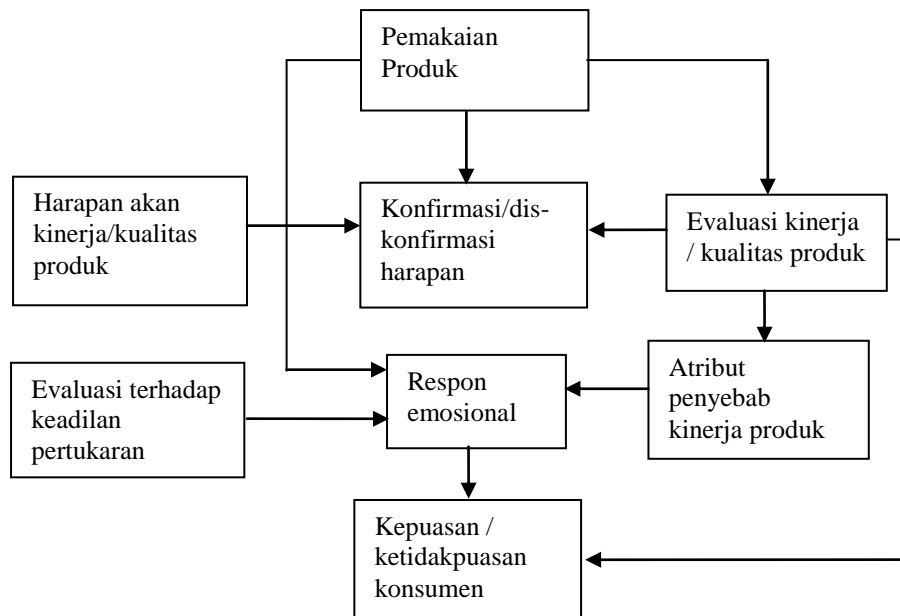 Pemakaian
Produk
Harapan akan
kinerja/kualitas
produk
Konfirmasi/dis-
konfirmasi
harapan
Evaluasi kinerja
/ kualitas produk
Evaluasi terhadap
keadilan
pertukaran
Respon
emosional
Atribut
penyebab
kinerja produk
Kepuasan /
ketidakpuasan
konsumen